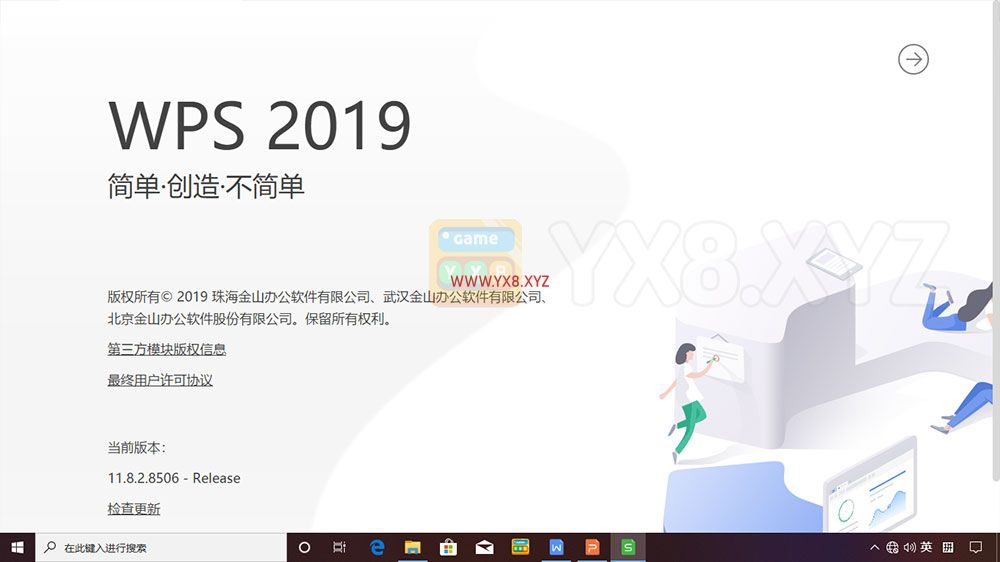 WPS 2019
简单·创造·不简单
game
YX8
YX8.XYZ
WWW.YX8.XYZ
版权所有© 2019 珠海金山办公软件有限公司、武汉金山办公软件有限公司、
北京金山办公软件股份有限公司。保留所有权利。
第三方模块版权信息
最终用户许可协议
当前版本：
11.8.2.8506 - Release
检查更新
在此键入进行搜索
W
P
S
英
拼